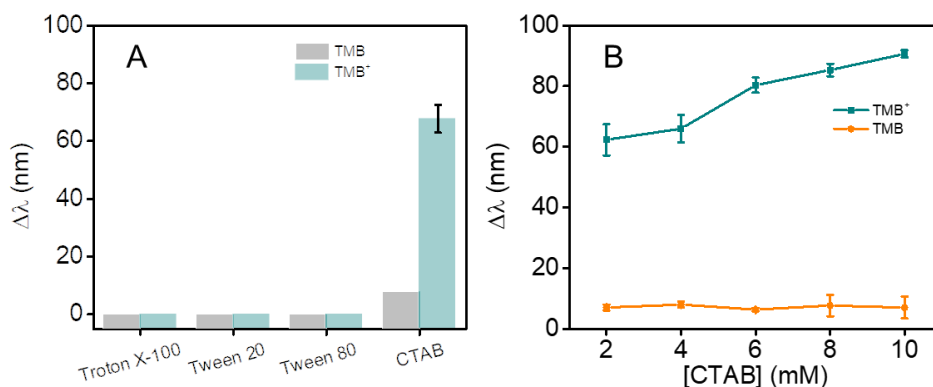 A
TMB
TMB⁺
Δλ (nm)
100
80
60
40
20
0
Troton X-100
Tween 20
Tween 80
CTAB
B
TMB⁺
TMB
Δλ (nm)
100
80
60
40
20
0
2 4 6 8 10
[CTAB] (mM)